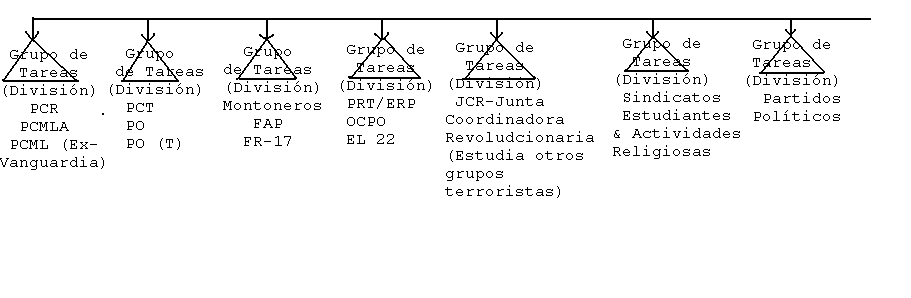 Grupo de
Tareas
(División)
PCR
PCMLA
PCML (Ex-
Vanguardia)
Grupo
de Tareas
(División)
PCT
PO
PO (T)
Grupo
de Tareas
(División)
Montoneros
FAP
FR-17
Grupo de
Tareas
(División)
PRT/ERP
OCPO
EL 22
Grupo de
Tareas
(División)
JCR-Junta
Coordinadora
Revoludcionaria
(Estudia otros
grupos
terroristas)
Grupo de
Tareas
(División)
Sindicatos
Estudiantes
& Actividades
Religiosas
Grupo de
Tareas
(División)
Partidos
Políticos